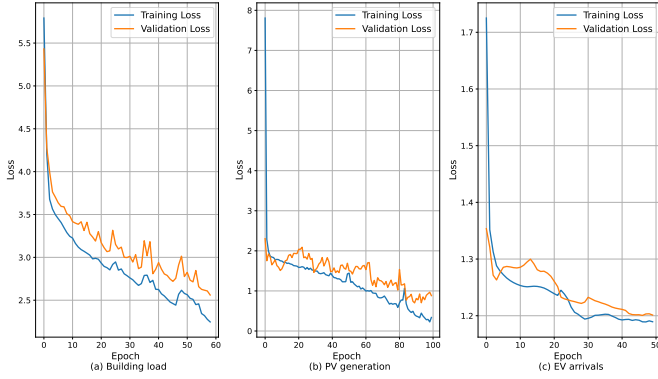 Training Loss
Validation Loss
5.5
5.0
4.5
4.0
3.5
3.0
2.5
Loss
0 10 20 30 40 50 60
Epoch
(a) Building load
Training Loss
Validation Loss
8
7
6
5
4
3
2
1
0
Loss
0 20 40 60 80 100
Epoch
(b) PV generation
Training Loss
Validation Loss
1.7
1.6
1.5
1.4
1.3
1.2
Loss
0 10 20 30 40 50
Epoch
(c) EV arrivals